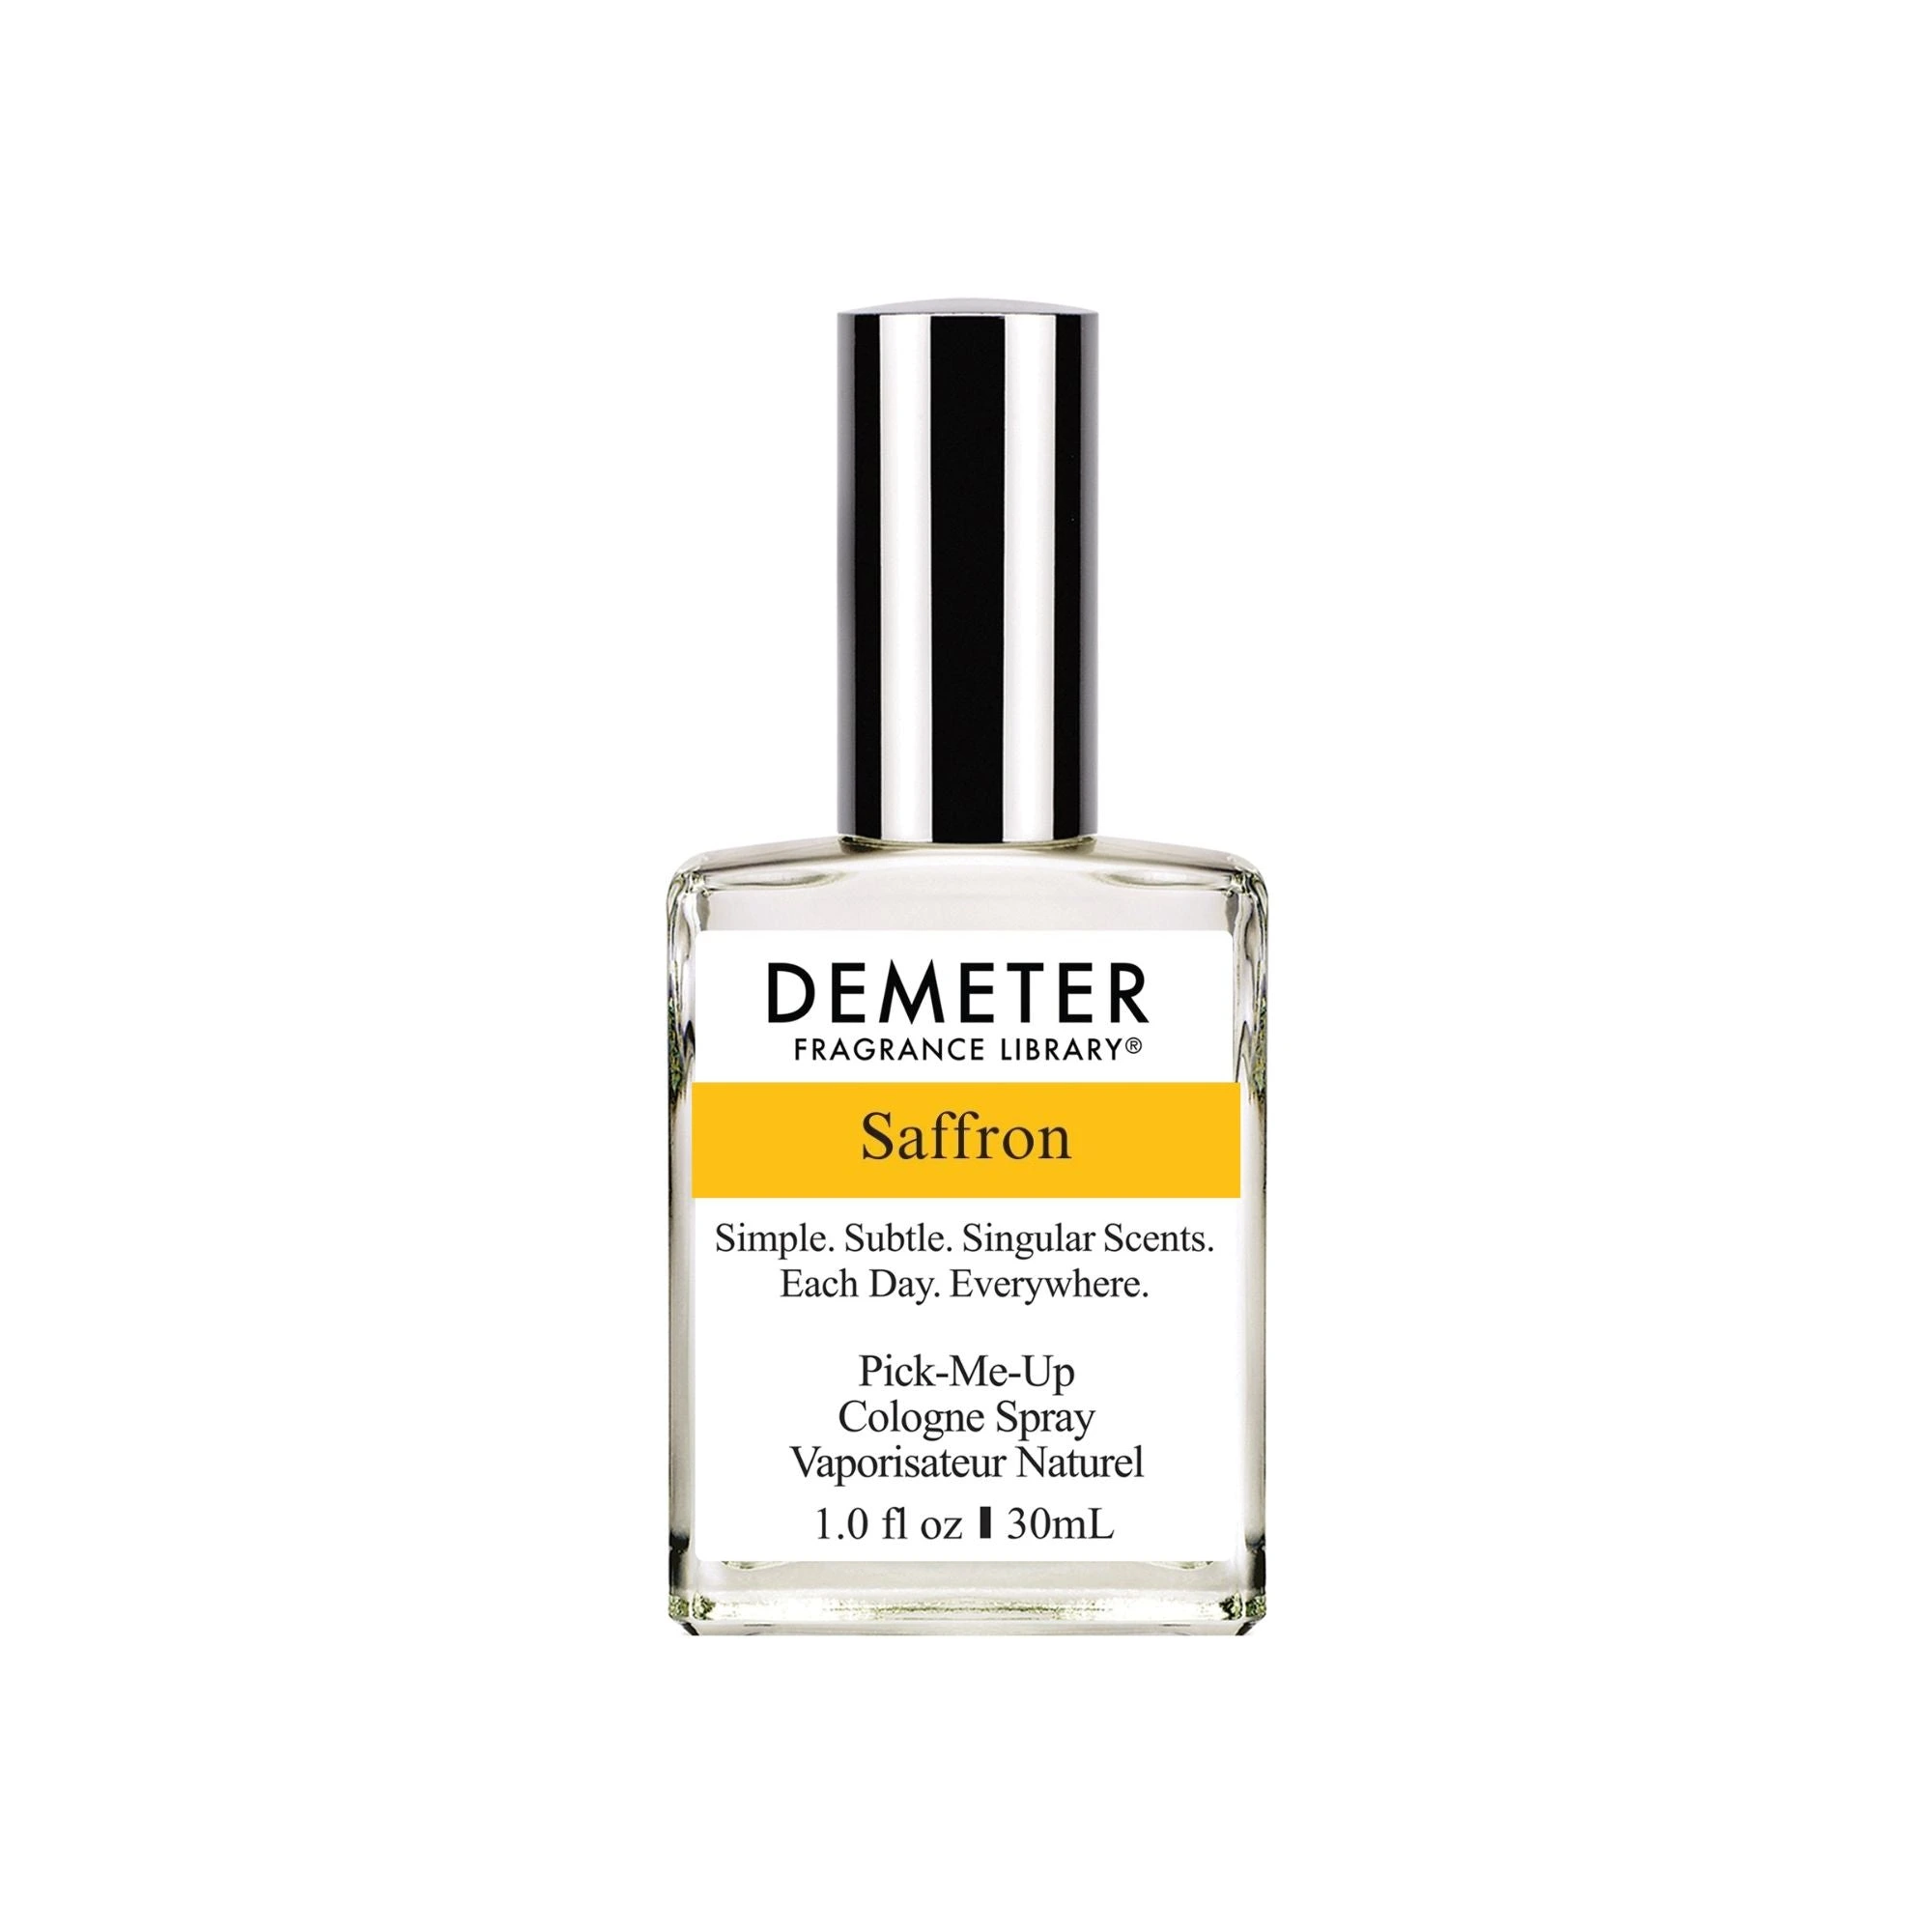 DEMETER
FRAGRANCE LIBRARY®
Saffron
Simple. Subtle. Singular Scents.
Each Day. Everywhere.
Pick-Me-Up
Cologne Spray
Vaporisateur Naturel
1.0 fl oz ▌30mL